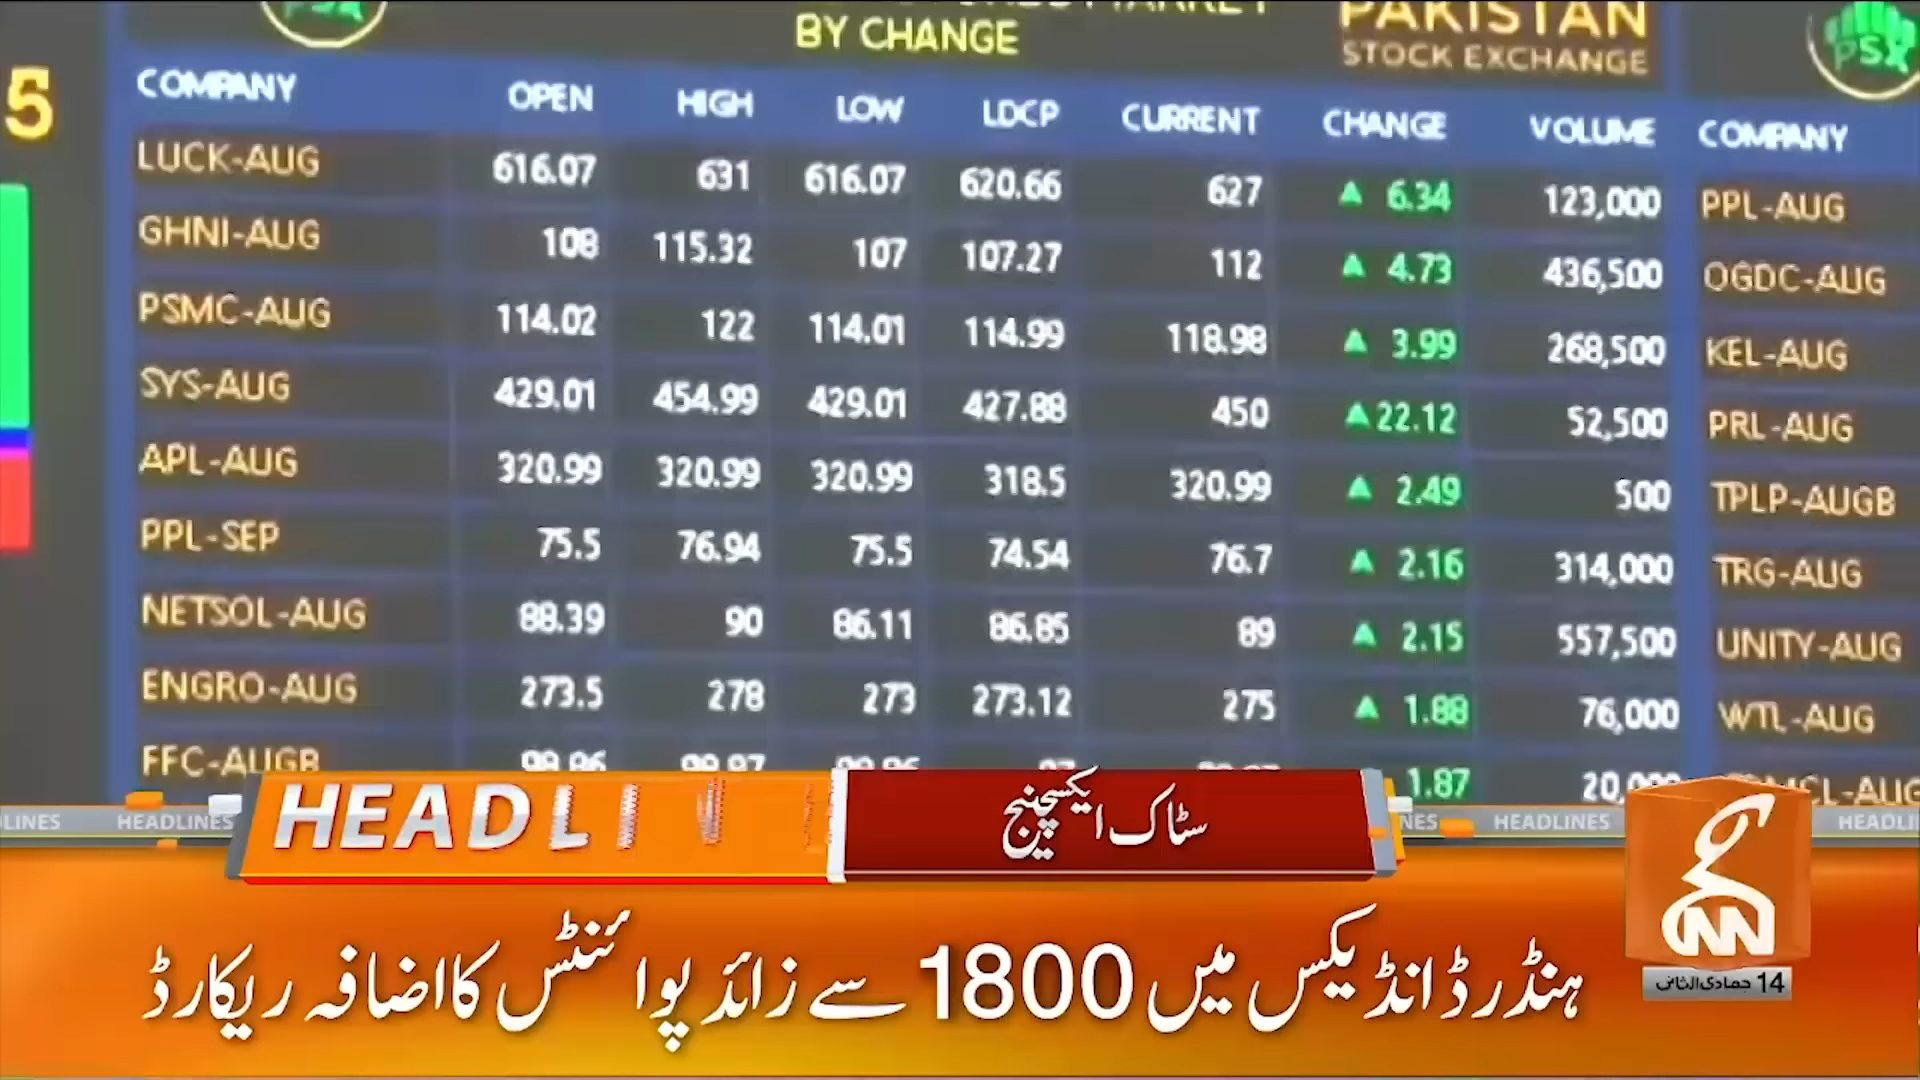 BY CHANGE
PAKISTAN
STOCK EXCHANGE
PSX
5
COMPANY OPEN HIGH LOW LDCP CURRENT CHANGE VOLUME COMPANY
LUCK-AUG 616.07 631 616.07 620.66 627 ▲ 6.34 123,000 PPL-AUG
GHNI-AUG 108 115.32 107 107.27 112 ▲ 4.73 436,500 OGDC-AUG
PSMC-AUG 114.02 122 114.01 114.99 118.98 ▲ 3.99 268,500 KEL-AUG
SYS-AUG 429.01 454.99 429.01 427.88 450 ▲ 22.12 52,500 PRL-AUG
APL-AUG 320.99 320.99 320.99 318.5 320.99 ▲ 2.49 500 TPLP-AUGB
PPL-SEP 75.5 76.94 75.5 74.54 76.7 ▲ 2.16 314,000 TRG-AUG
NETSOL-AUG 88.39 90 86.11 86.85 89 ▲ 2.15 557,500 UNITY-AUG
ENGRO-AUG 273.5 278 273 273.12 275 ▲ 1.88 76,000 WTL-AUG
FFC-AUGB 1.87
HEADLINES HEADLINES
HEADL
سٹاک ایکسچینج
ہنڈرڈ انڈیکس میں 1800 سے زائد پوائنٹس کا اضافہ ریکارڈ
GNN
14 جمادی الثانی